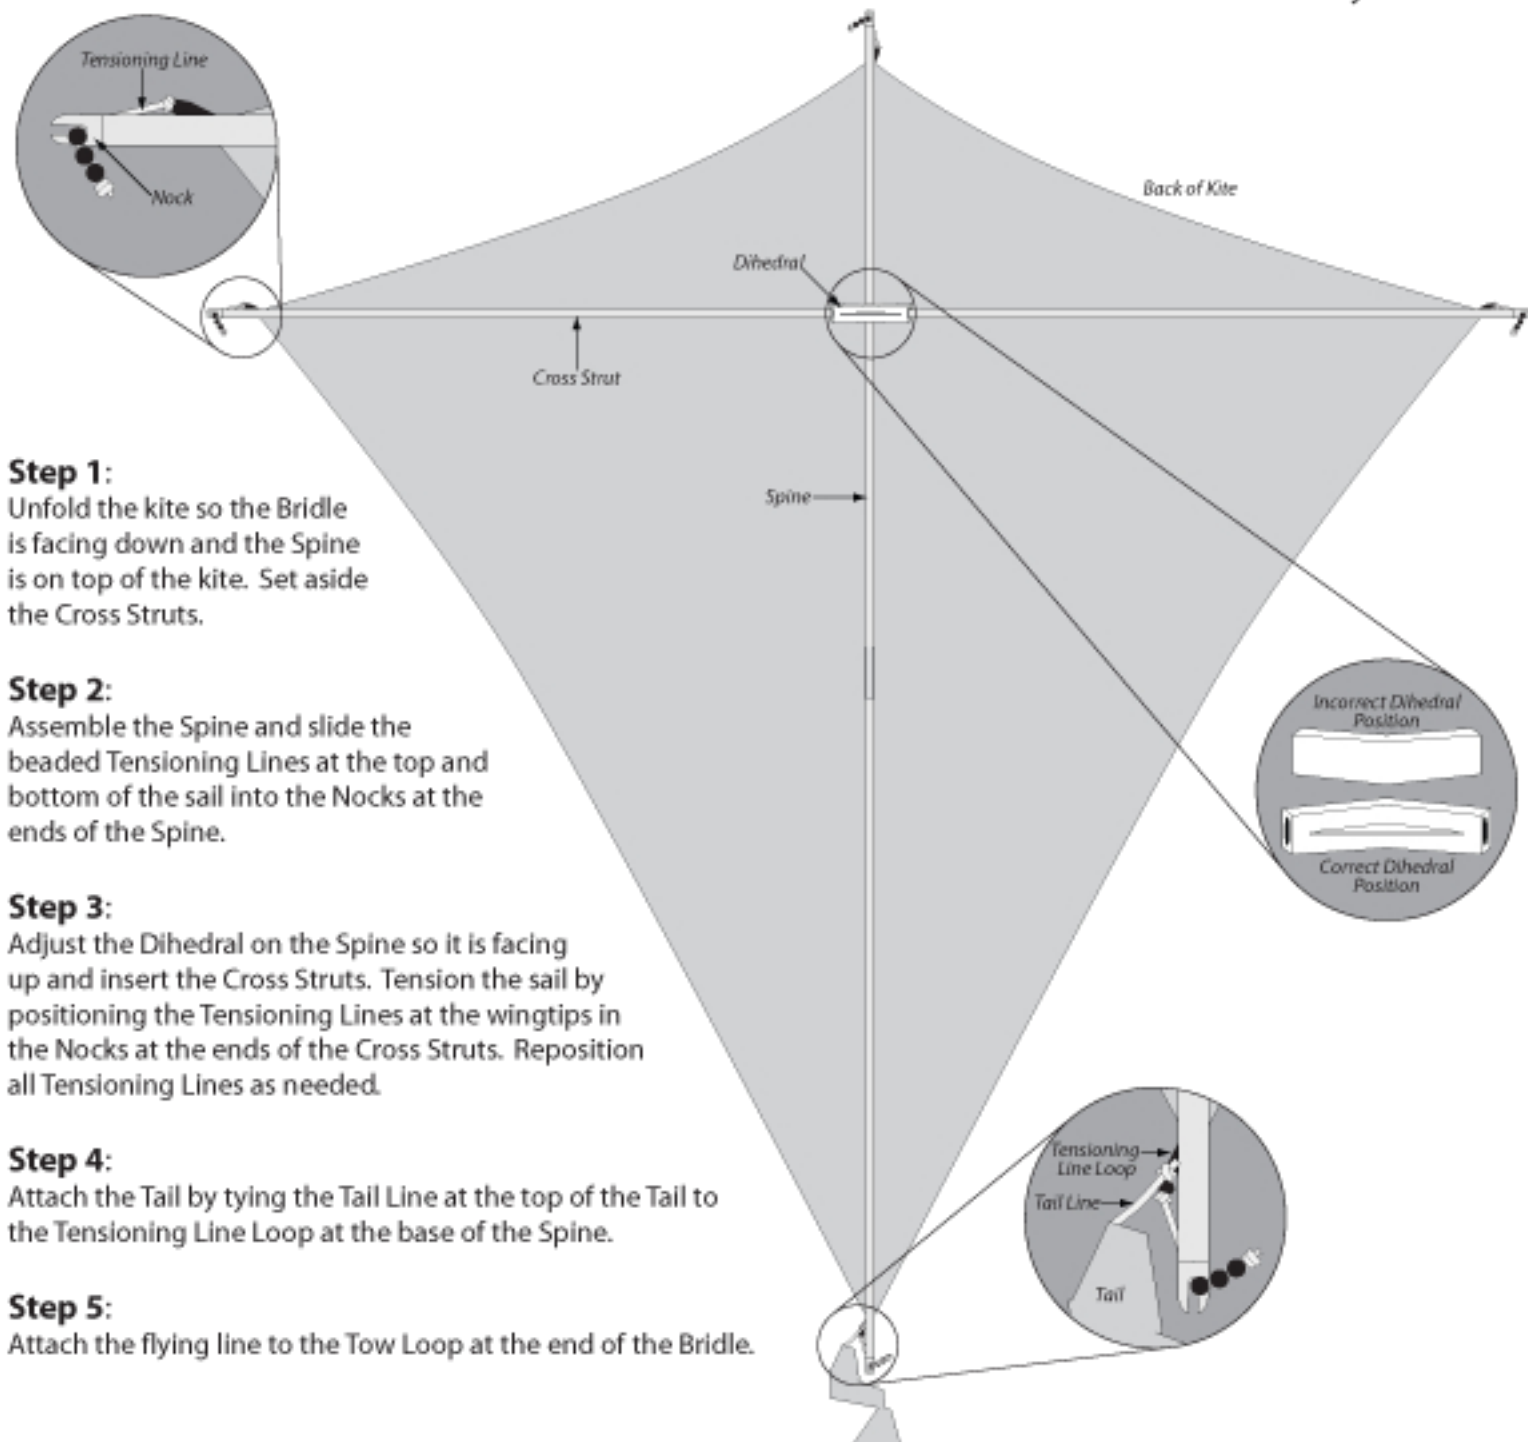 Tensioning Line
Nock
Back of Kite
Dihedral
Cross Strut
Spine
Step 1:
Unfold the kite so the Bridle
is facing down and the Spine
is on top of the kite. Set aside
the Cross Struts.
Step 2:
Assemble the Spine and slide the
beaded Tensioning Lines at the top and
bottom of the sail into the Nocks at the
ends of the Spine.
Step 3:
Adjust the Dihedral on the Spine so it is facing
up and insert the Cross Struts. Tension the sail by
positioning the Tensioning Lines at the wingtips in
the Nocks at the ends of the Cross Struts. Reposition
all Tensioning Lines as needed.
Step 4:
Attach the Tail by tying the Tail Line at the top of the Tail to
the Tensioning Line Loop at the base of the Spine.
Step 5:
Attach the flying line to the Tow Loop at the end of the Bridle.
Incorrect Dihedral
Position
Correct Dihedral
Position
Tensioning
Line Loop
Tail Line
Tail